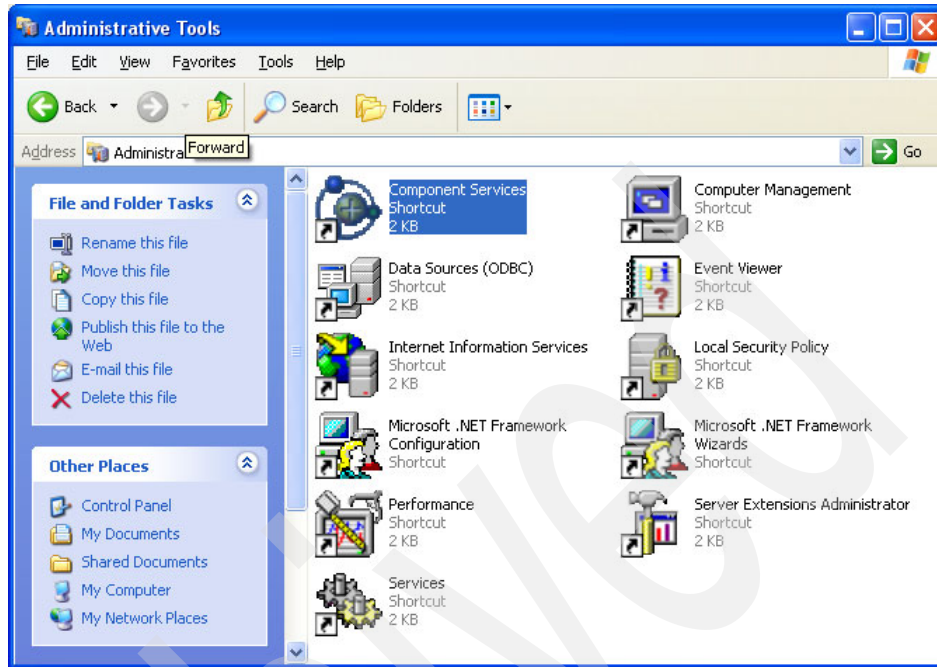 Administrative Tools
File Edit View Favorites Tools Help
Back Search Folders
Address Administra Forward Go
File and Folder Tasks
Rename this file
Move this file
Copy this file
Publish this file to the
Web
E-mail this file
Delete this file
Other Places
Control Panel
My Documents
Shared Documents
My Computer
My Network Places
Component Services
Shortcut
2 KB
Computer Management
Shortcut
2 KB
Data Sources (ODBC)
Shortcut
2 KB
Event Viewer
Shortcut
2 KB
Internet Information Services
Shortcut
2 KB
Local Security Policy
Shortcut
2 KB
Microsoft .NET Framework
Configuration
Shortcut
Microsoft .NET Framework
Wizards
Shortcut
Performance
Shortcut
2 KB
Server Extensions Administrator
Shortcut
2 KB
Services
Shortcut
2 KB